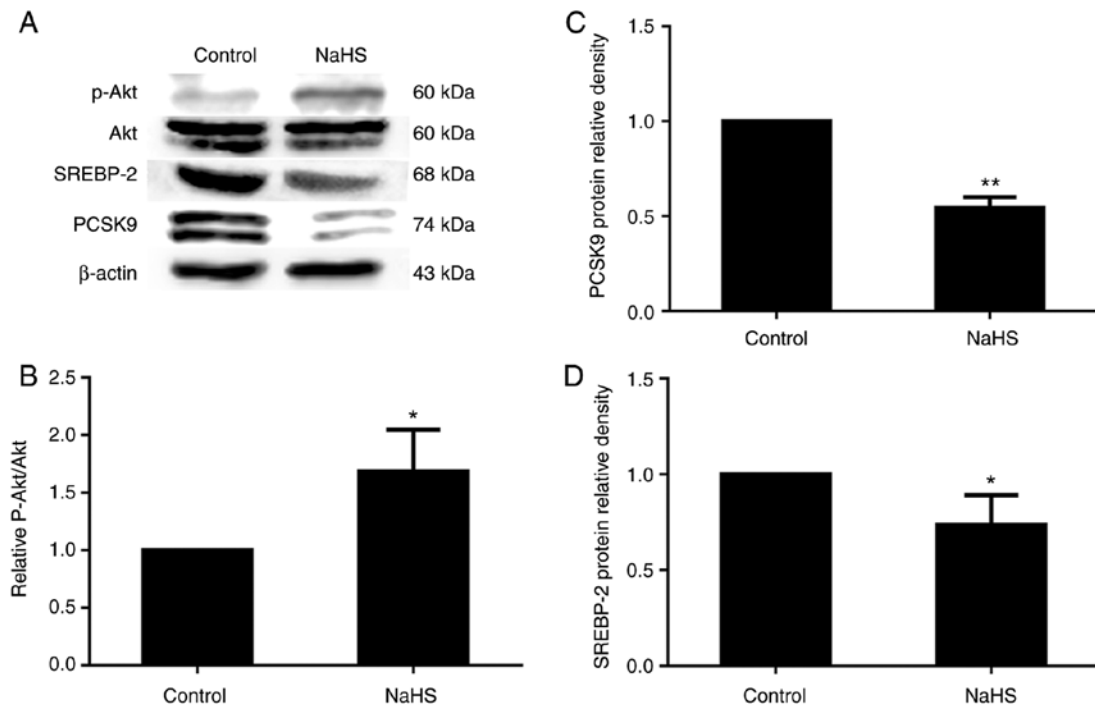 A
Control NaHS
p-Akt 60 kDa
Akt 60 kDa
SREBP-2 68 kDa
PCSK9 74 kDa
β-actin 43 kDa
B
Relative P-Akt/Akt
2.5
2.0
1.5
1.0
0.5
0.0
*
Control NaHS
C
PCSK9 protein relative density
1.5
1.0
0.5
0.0
**
Control NaHS
D
SREBP-2 protein relative density
1.5
1.0
0.5
0.0
*
Control NaHS